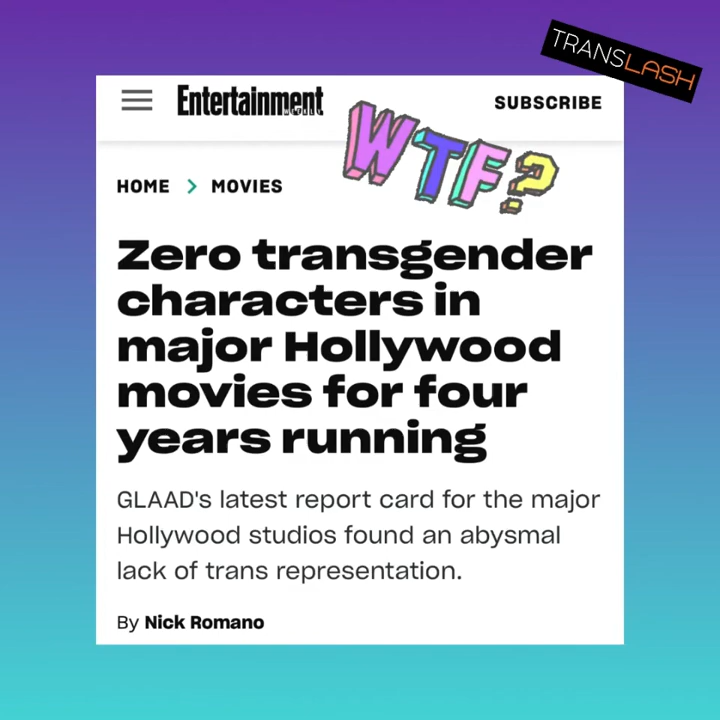 TRANSLASH
Entertainment
WEEKLY
SUBSCRIBE
WTF?
HOME > MOVIES
Zero transgender
characters in
major Hollywood
movies for four
years running
GLAAD's latest report card for the major
Hollywood studios found an abysmal
lack of trans representation.
By Nick Romano